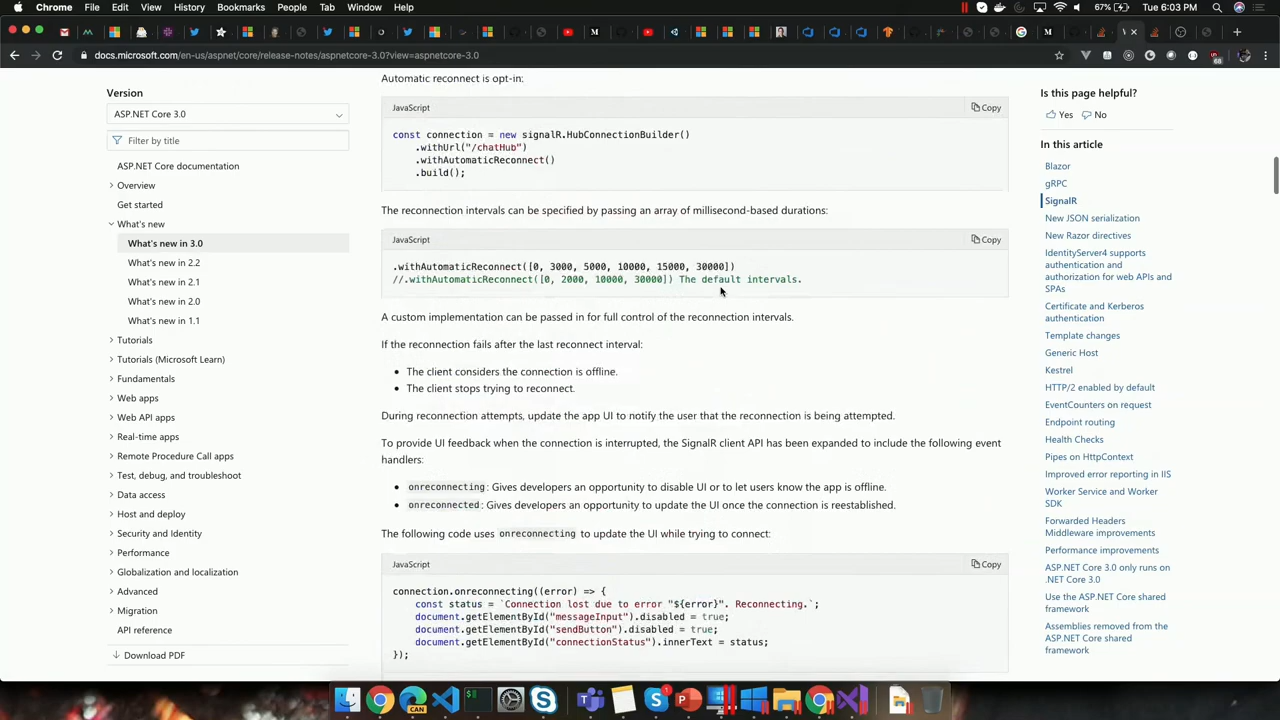 Chrome File Edit View History Bookmarks People Tab Window Help
67% Tue 6:03 PM
docs.microsoft.com/en-us/aspnet/core/release-notes/aspnetcore-3.0?view=aspnetcore-3.0
Version
ASP.NET Core 3.0
Filter by title
ASP.NET Core documentation
Overview
Get started
What's new
What's new in 3.0
What's new in 2.2
What's new in 2.1
What's new in 2.0
What's new in 1.1
Tutorials
Tutorials (Microsoft Learn)
Fundamentals
Web apps
Web API apps
Real-time apps
Remote Procedure Call apps
Test, debug, and troubleshoot
Data access
Host and deploy
Security and Identity
Performance
Globalization and localization
Advanced
Migration
API reference
Download PDF
Automatic reconnect is opt-in:
JavaScript Copy
const connection = new signalR.HubConnectionBuilder()
.withUrl("/chatHub")
.withAutomaticReconnect()
.build();
The reconnection intervals can be specified by passing an array of millisecond-based durations:
JavaScript Copy
.withAutomaticReconnect([0, 3000, 5000, 10000, 15000, 30000])
//.withAutomaticReconnect([0, 2000, 10000, 30000]) The default intervals.
A custom implementation can be passed in for full control of the reconnection intervals.
If the reconnection fails after the last reconnect interval:
• The client considers the connection is offline.
• The client stops trying to reconnect.
During reconnection attempts, update the app UI to notify the user that the reconnection is being attempted.
To provide UI feedback when the connection is interrupted, the SignalR client API has been expanded to include the following event
handlers:
• onreconnecting: Gives developers an opportunity to disable UI or to let users know the app is offline.
• onreconnected: Gives developers an opportunity to update the UI once the connection is reestablished.
The following code uses onreconnecting to update the UI while trying to connect:
JavaScript Copy
connection.onreconnecting((error) => {
const status = `Connection lost due to error "${error}". Reconnecting.`;
document.getElementById("messageInput").disabled = true;
document.getElementById("sendButton").disabled = true;
document.getElementById("connectionStatus").innerText = status;
});
Is this page helpful?
Yes No
In this article
Blazor
gRPC
SignalR
New JSON serialization
New Razor directives
IdentityServer4 supports
authentication and
authorization for web APIs and
SPAs
Certificate and Kerberos
authentication
Template changes
Generic Host
Kestrel
HTTP/2 enabled by default
EventCounters on request
Endpoint routing
Health Checks
Pipes on HttpContext
Improved error reporting in IIS
Worker Service and Worker
SDK
Forwarded Headers
Middleware improvements
Performance improvements
ASP.NET Core 3.0 only runs on
.NET Core 3.0
Use the ASP.NET Core shared
framework
Assemblies removed from the
ASP.NET Core shared
framework
CAN